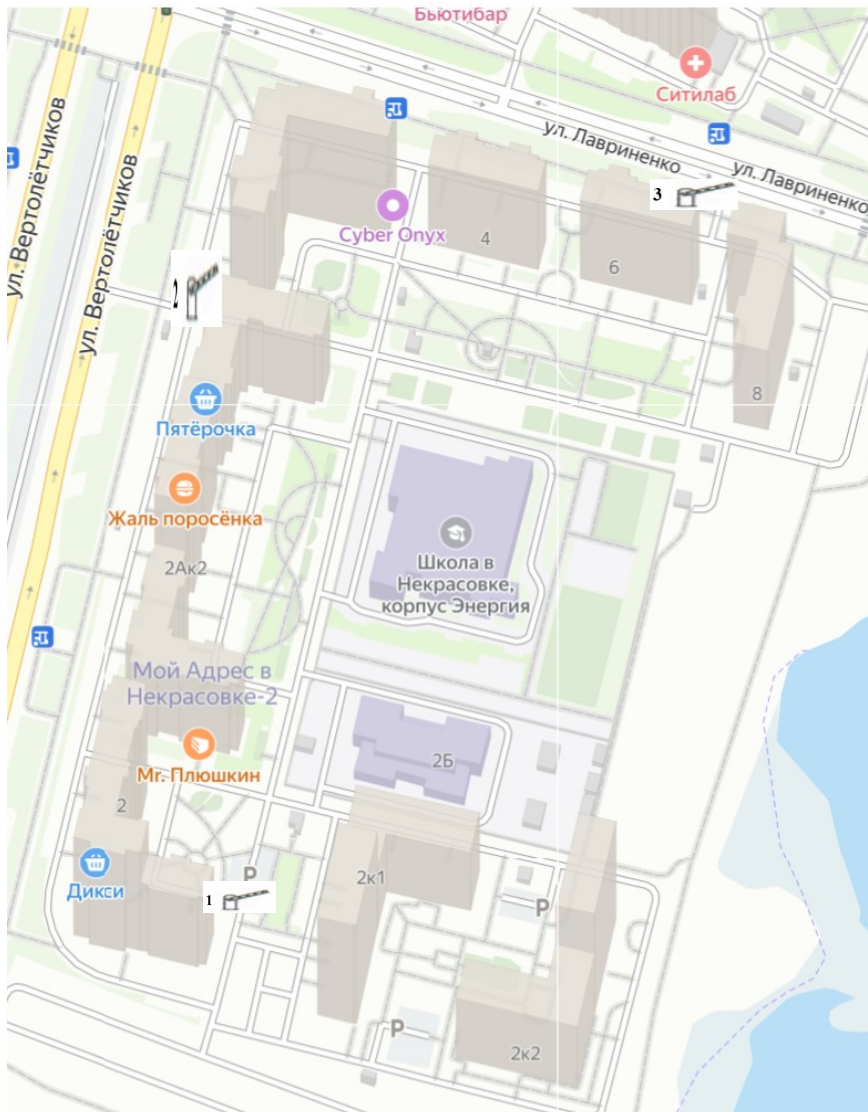 Бьютибар
Ситилаб
ул. Лавриненко
ул. Лавриненко
3
ул. Вертолётчиков
ул. Вертолётчиков
Cyber Onyx
4
6
2
8
Пятёрочка
Жаль поросёнка
Школа в
Некрасовке,
корпус Энергия
2Ак2
Мой Адрес в
Некрасовке-2
2Б
Mr. Плюшкин
2
Дикси
P
1
2к1
P
P
2к2